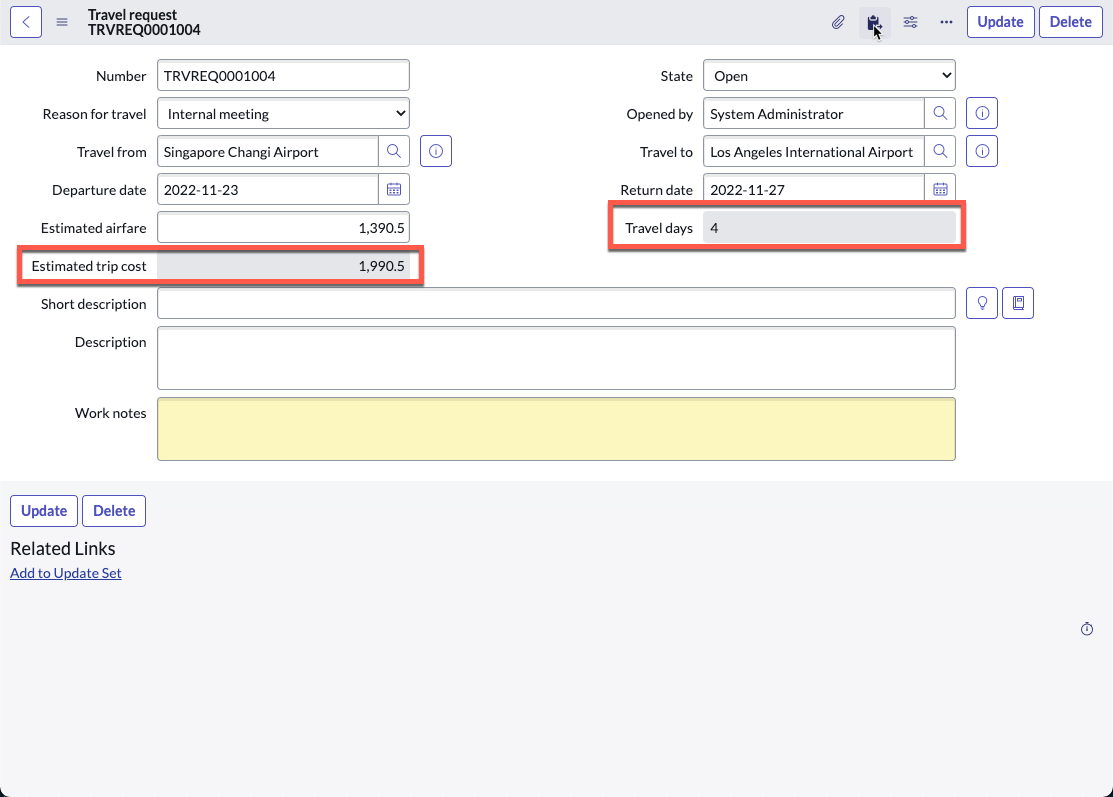 Travel request
TRVREQ0001004
Update
Delete
Number TRVREQ0001004
State Open
Reason for travel Internal meeting
Opened by System Administrator
Travel from Singapore Changi Airport
Travel to Los Angeles International Airport
Departure date 2022-11-23
Return date 2022-11-27
Estimated airfare 1,390.5
Travel days 4
Estimated trip cost 1,990.5
Short description
Description
Work notes
Update
Delete
Related Links
Add to Update Set